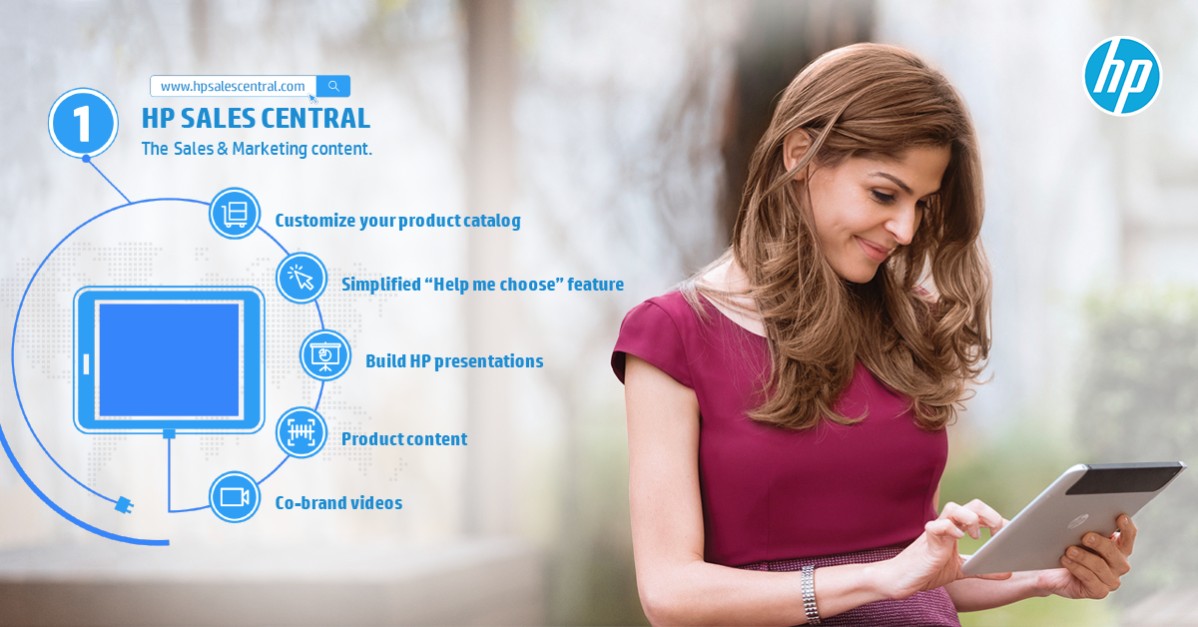 www.hpsalescentral.com
1
HP SALES CENTRAL
The Sales & Marketing content.
Customize your product catalog
Simplified “Help me choose” feature
Build HP presentations
Product content
Co-brand videos
hp